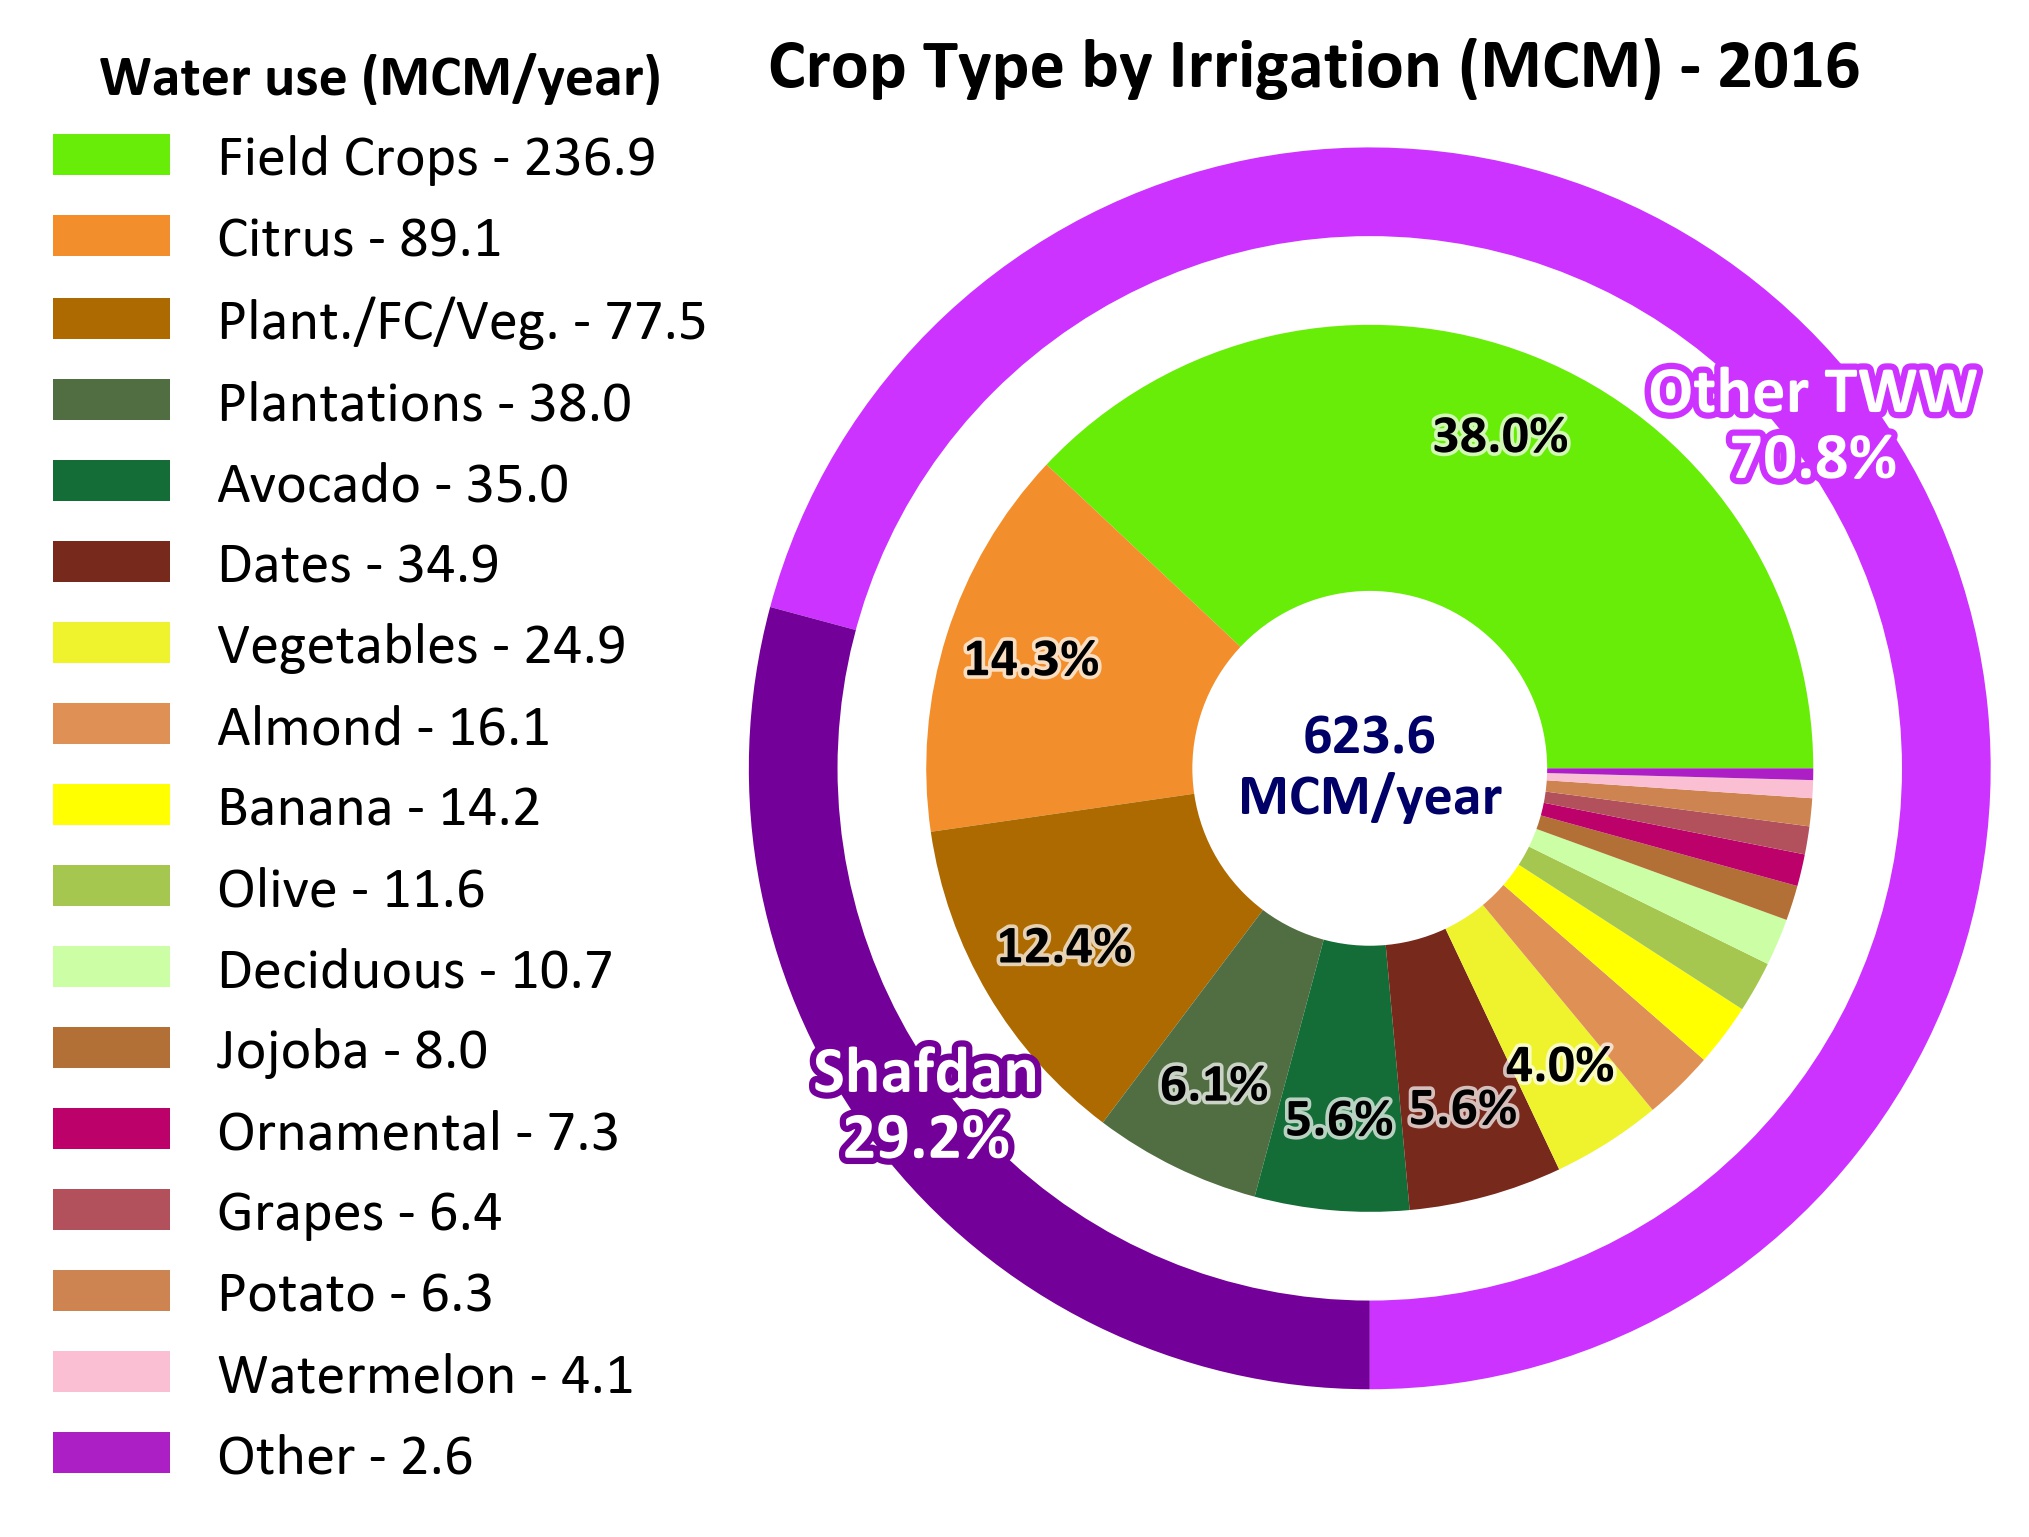 Water use (MCM/year)
Field Crops - 236.9
Citrus - 89.1
Plant./FC/Veg. - 77.5
Plantations - 38.0
Avocado - 35.0
Dates - 34.9
Vegetables - 24.9
Almond - 16.1
Banana - 14.2
Olive - 11.6
Deciduous - 10.7
Jojoba - 8.0
Ornamental - 7.3
Grapes - 6.4
Potato - 6.3
Watermelon - 4.1
Other - 2.6
Crop Type by Irrigation (MCM) - 2016
Other TWW
70.8%
38.0%
14.3%
623.6
MCM/year
12.4%
6.1%
5.6%
5.6%
4.0%
Shafdan
29.2%